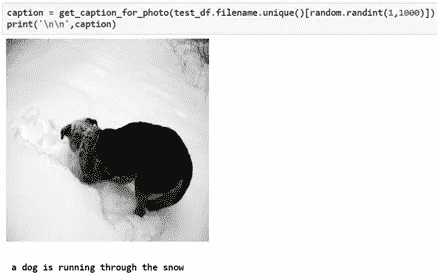 caption = get_caption_for_photo(test_df.filename.unique()[random.randint(1,1000)])
print('\n\n',caption)
a dog is running through the snow